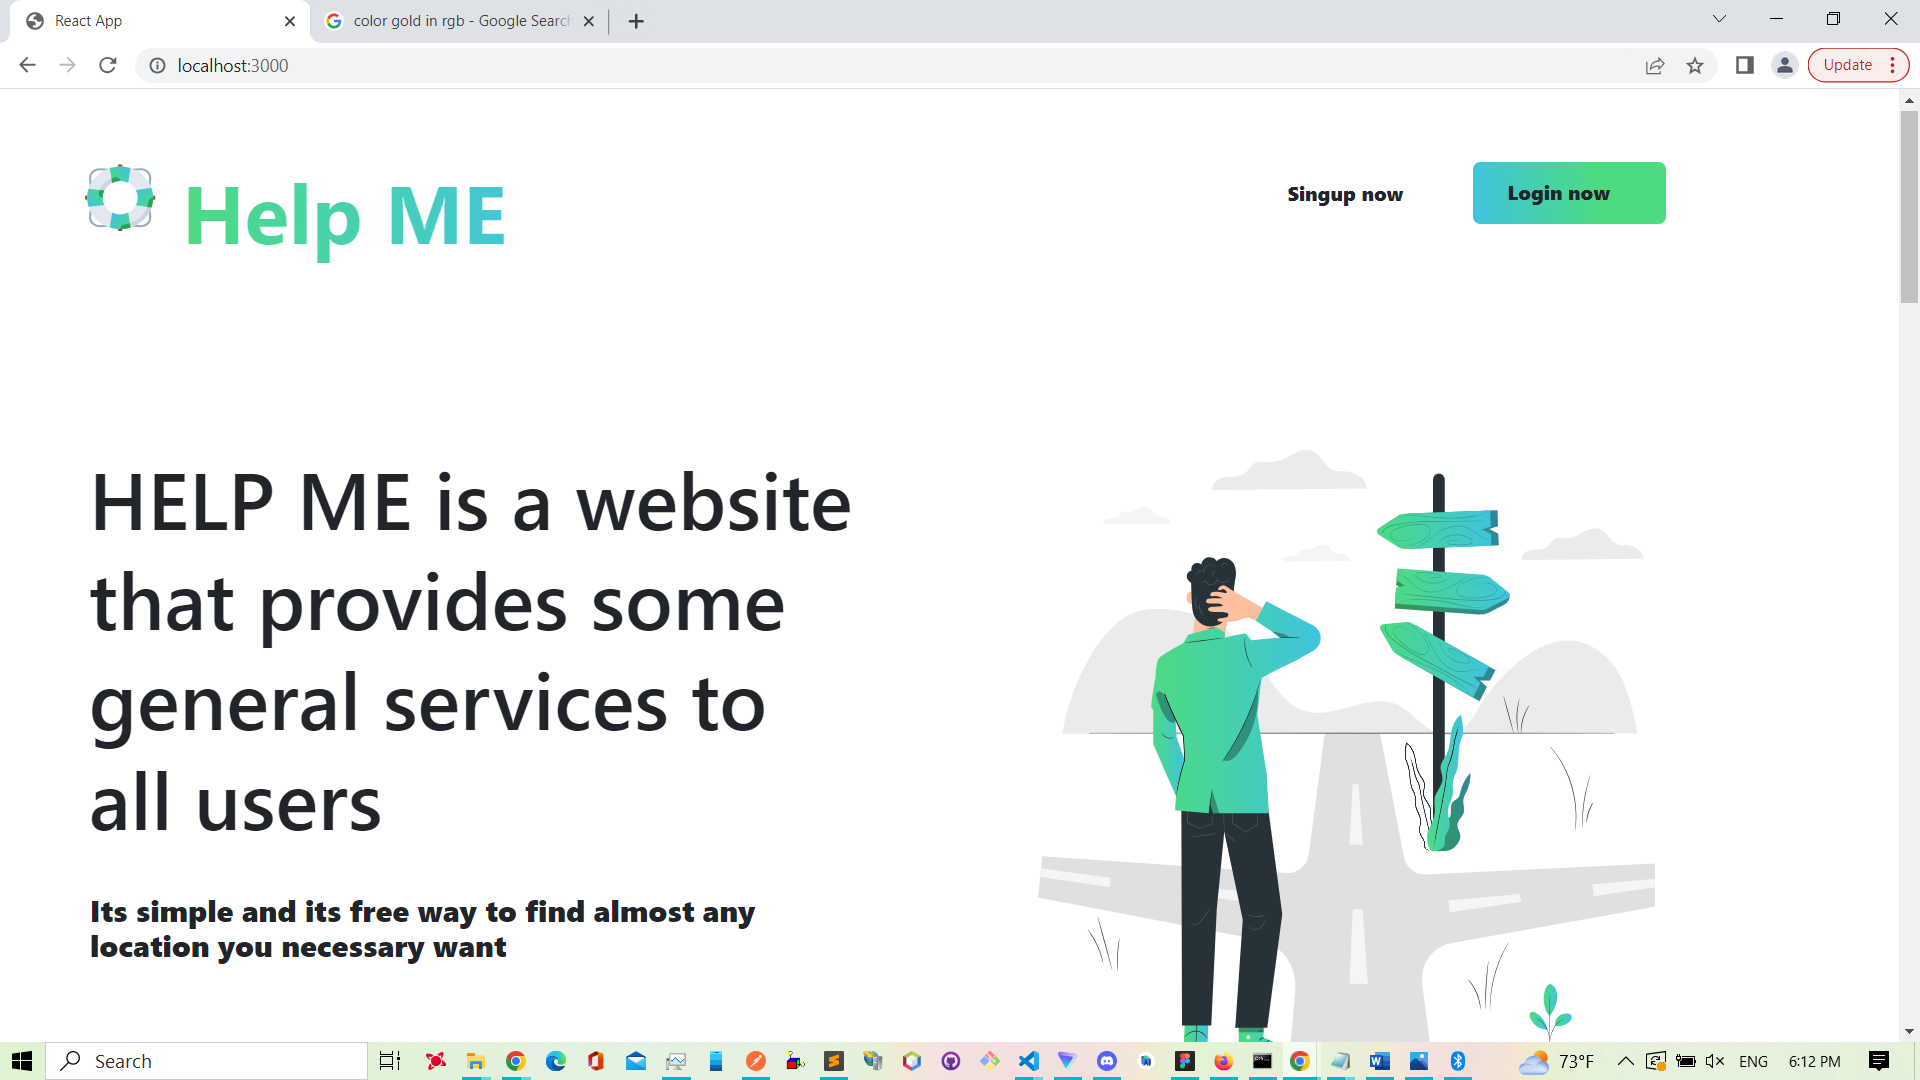 React App
color gold in rgb - Google Search
localhost:3000
Update
Help ME
Singup now
Login now
HELP ME is a website
that provides some
general services to
all users
Its simple and its free way to find almost any
location you necessary want
Search
73°F
ENG
6:12 PM